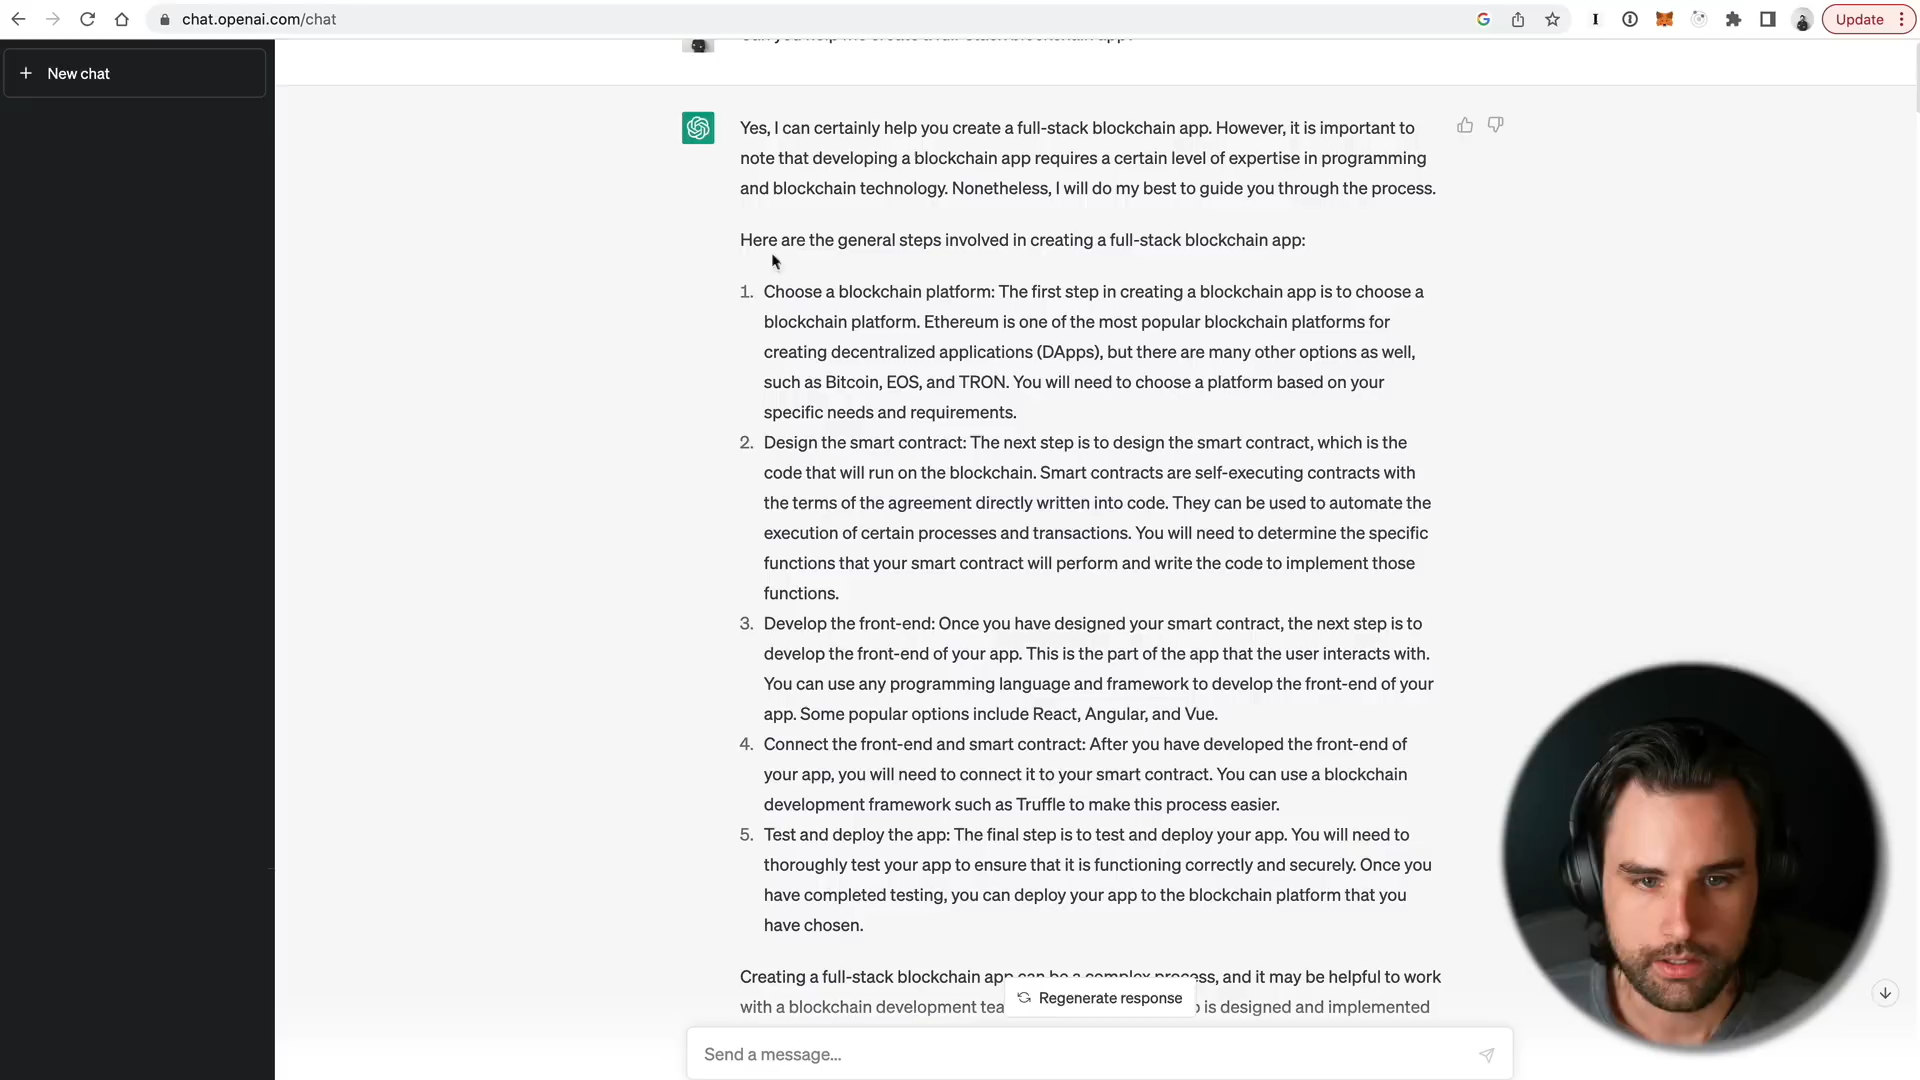 chat.openai.com/chat
Update
New chat
Can you help me create a full-stack blockchain app?
Yes, I can certainly help you create a full-stack blockchain app. However, it is important to
note that developing a blockchain app requires a certain level of expertise in programming
and blockchain technology. Nonetheless, I will do my best to guide you through the process.
Here are the general steps involved in creating a full-stack blockchain app:
1. Choose a blockchain platform: The first step in creating a blockchain app is to choose a
blockchain platform. Ethereum is one of the most popular blockchain platforms for
creating decentralized applications (DApps), but there are many other options as well,
such as Bitcoin, EOS, and TRON. You will need to choose a platform based on your
specific needs and requirements.
2. Design the smart contract: The next step is to design the smart contract, which is the
code that will run on the blockchain. Smart contracts are self-executing contracts with
the terms of the agreement directly written into code. They can be used to automate the
execution of certain processes and transactions. You will need to determine the specific
functions that your smart contract will perform and write the code to implement those
functions.
3. Develop the front-end: Once you have designed your smart contract, the next step is to
develop the front-end of your app. This is the part of the app that the user interacts with.
You can use any programming language and framework to develop the front-end of your
app. Some popular options include React, Angular, and Vue.
4. Connect the front-end and smart contract: After you have developed the front-end of
your app, you will need to connect it to your smart contract. You can use a blockchain
development framework such as Truffle to make this process easier.
5. Test and deploy the app: The final step is to test and deploy your app. You will need to
thoroughly test your app to ensure that it is functioning correctly and securely. Once you
have completed testing, you can deploy your app to the blockchain platform that you
have chosen.
Creating a full-stack blockchain app can be a complex process, and it may be helpful to work
with a blockchain development is designed and implemented
Regenerate response
Send a message...